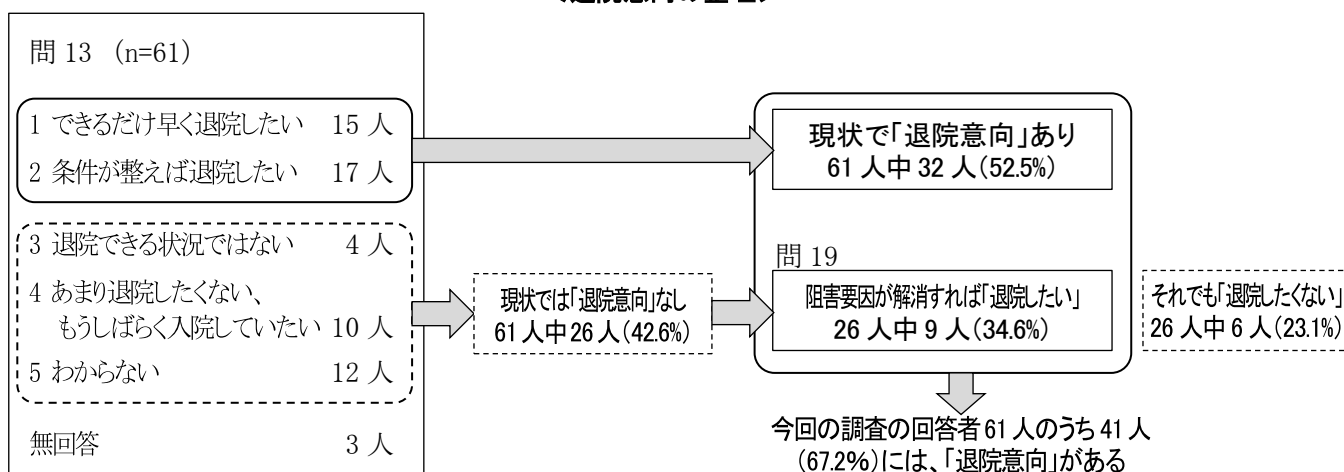 問 13 (n=61)
1 できるだけ早く退院したい 15 人
2 条件が整えば退院したい 17 人
3 退院できる状況ではない 4 人
4 あまり退院したくない、
もうしばらく入院していたい 10 人
5 わからない 12 人
無回答 3 人
現状では「退院意向」なし
61 人中 26 人(42.6%)
現状で「退院意向」あり
61 人中 32 人(52.5%)
問 19
阻害要因が解消すれば「退院したい」
26 人中 9 人(34.6%)
それでも「退院したくない」
26 人中 6 人(23.1%)
今回の調査の回答者 61 人のうち 41 人
(67.2%)には、「退院意向」がある